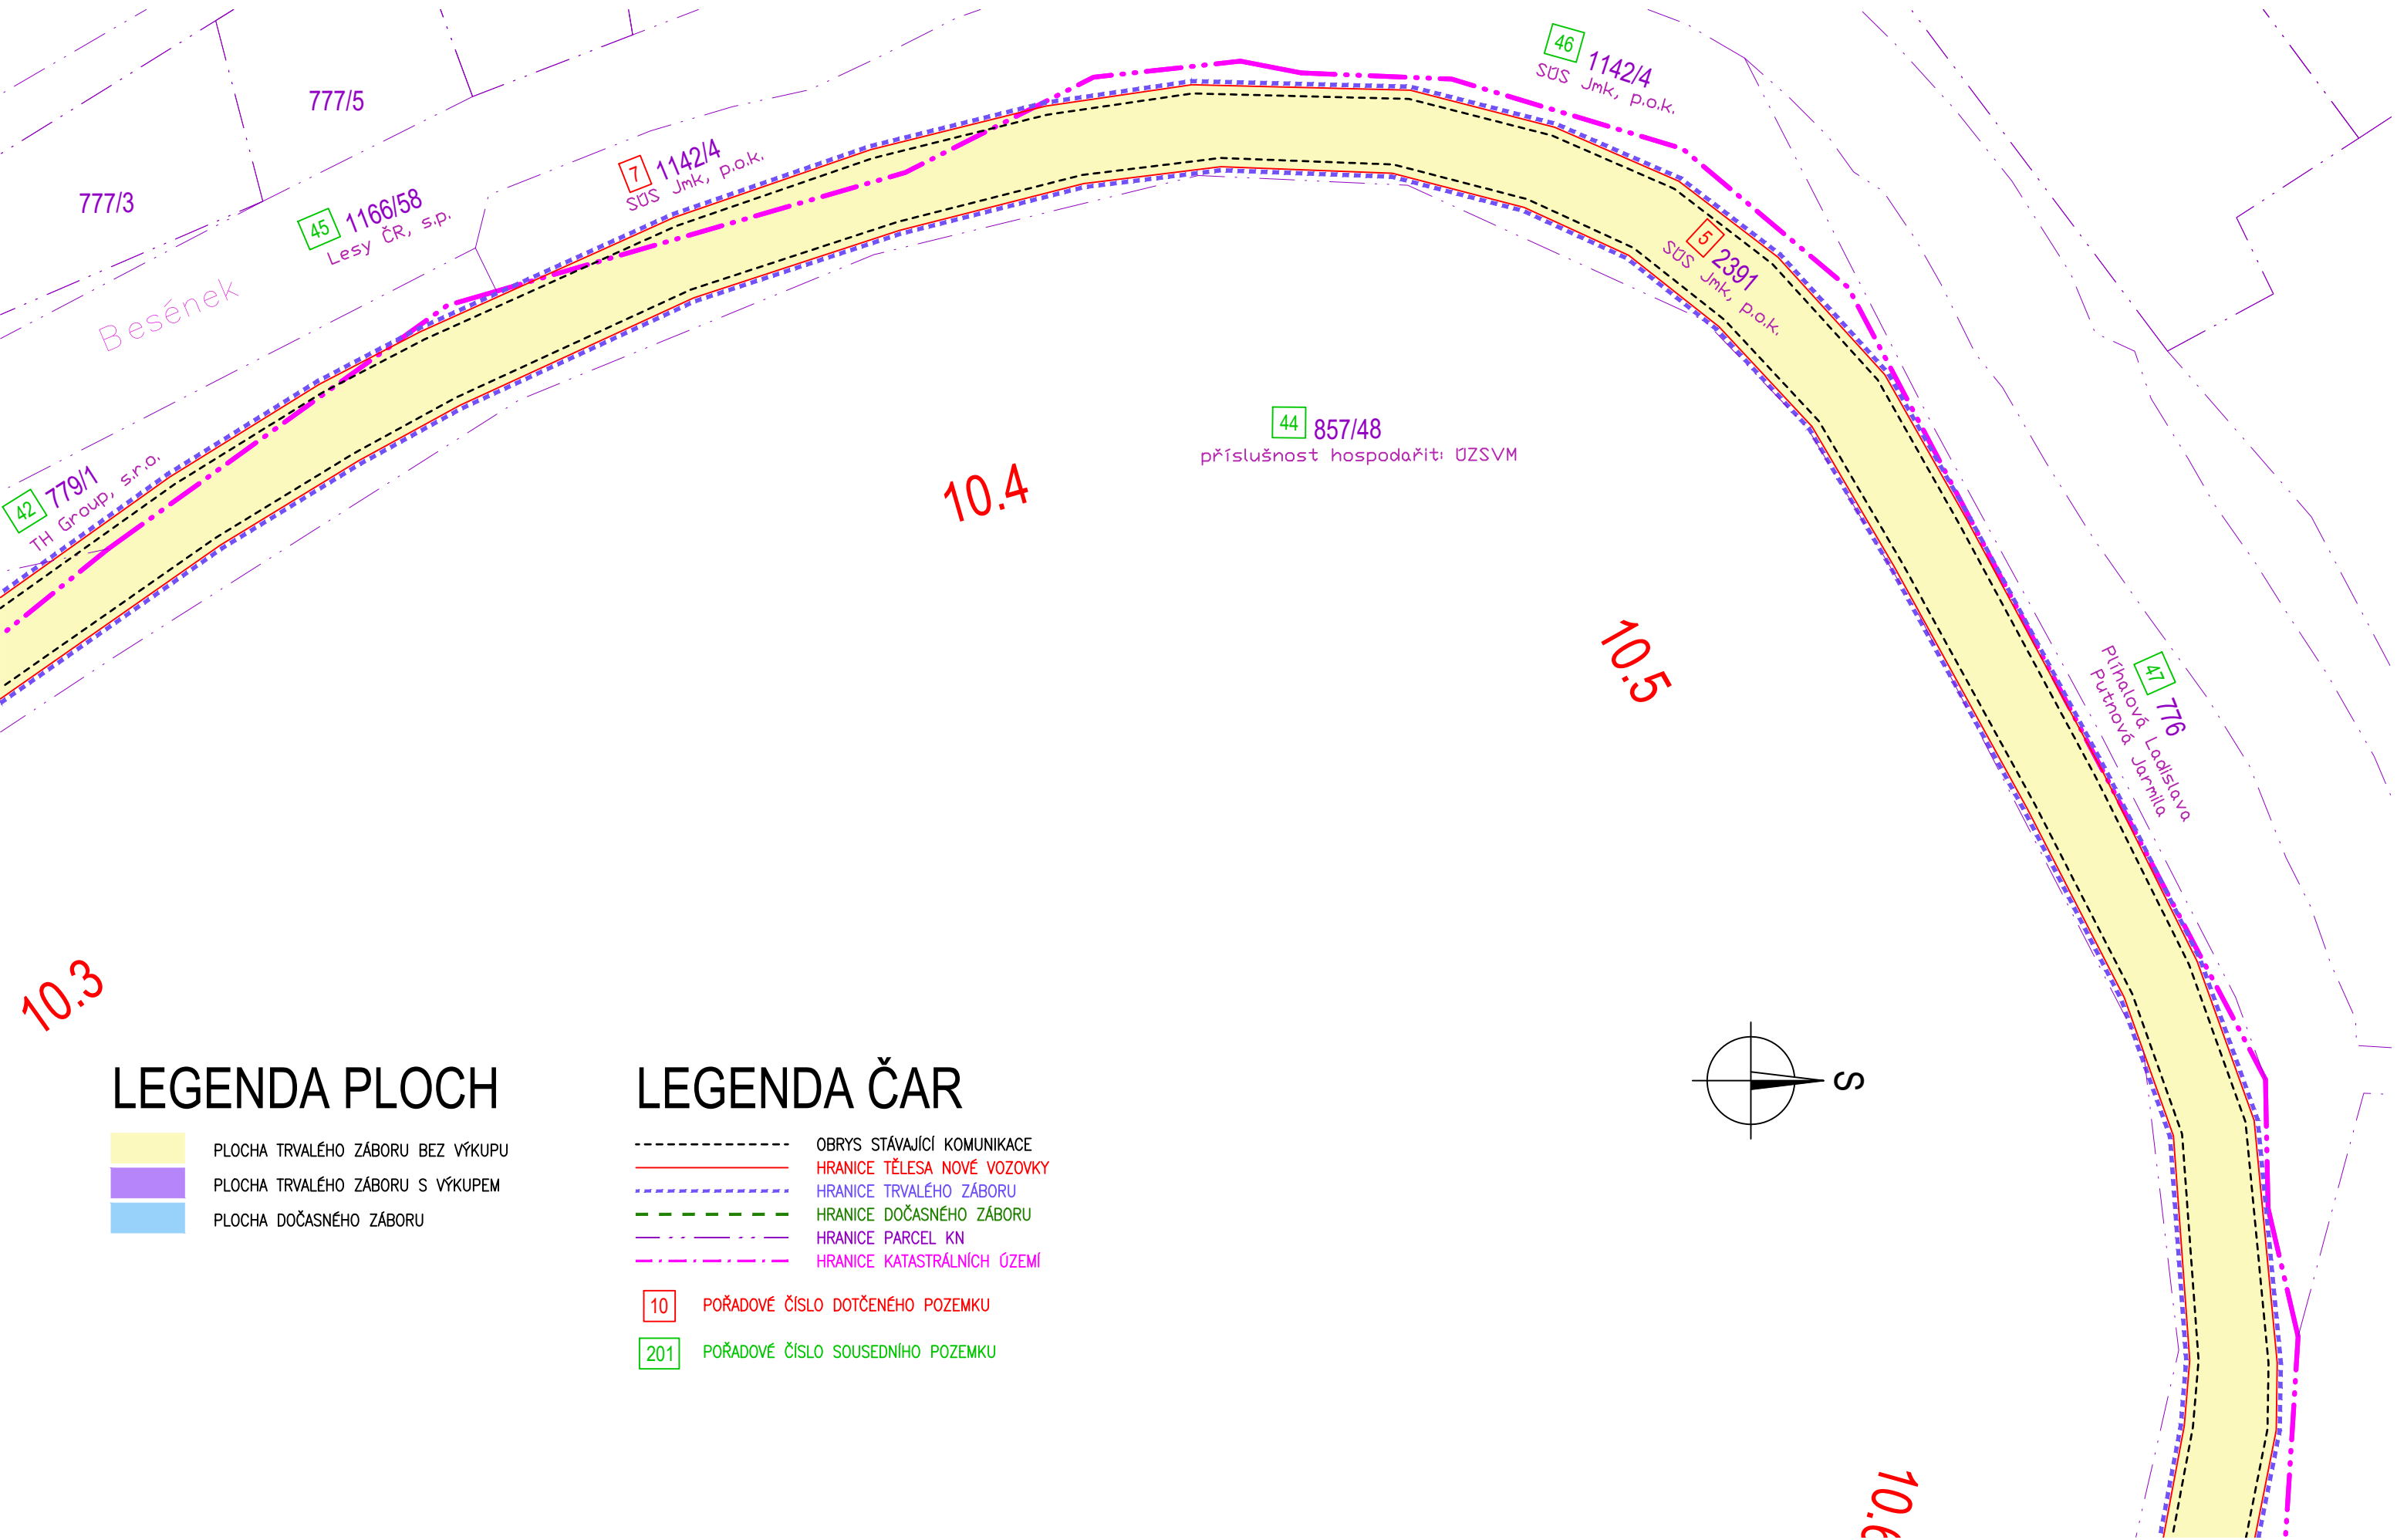 777/5
777/3
46 1142/4
SÚS Jmk, p.o.k.
7 1142/4
SÚS Jmk, p.o.k.
45 1166/58
Lesy ČR, s.p.
Besének
5 2391
SÚS Jmk, p.o.k.
44 857/48
příslušnost hospodařit: ÚZSVM
42 779/1
TH Group, s.r.o.
10.4
10.5
47 776
Plíhalová Ladislava
Putnová Jarmila
10.3
S
LEGENDA PLOCH
PLOCHA TRVALÉHO ZÁBORU BEZ VÝKUPU
PLOCHA TRVALÉHO ZÁBORU S VÝKUPEM
PLOCHA DOČASNÉHO ZÁBORU
LEGENDA ČAR
OBRYS STÁVAJÍCÍ KOMUNIKACE
HRANICE TĚLESA NOVÉ VOZOVKY
HRANICE TRVALÉHO ZÁBORU
HRANICE DOČASNÉHO ZÁBORU
HRANICE PARCEL KN
HRANICE KATASTRÁLNÍCH ÚZEMÍ
10 POŘADOVÉ ČÍSLO DOTČENÉHO POZEMKU
201 POŘADOVÉ ČÍSLO SOUSEDNÍHO POZEMKU
10.6